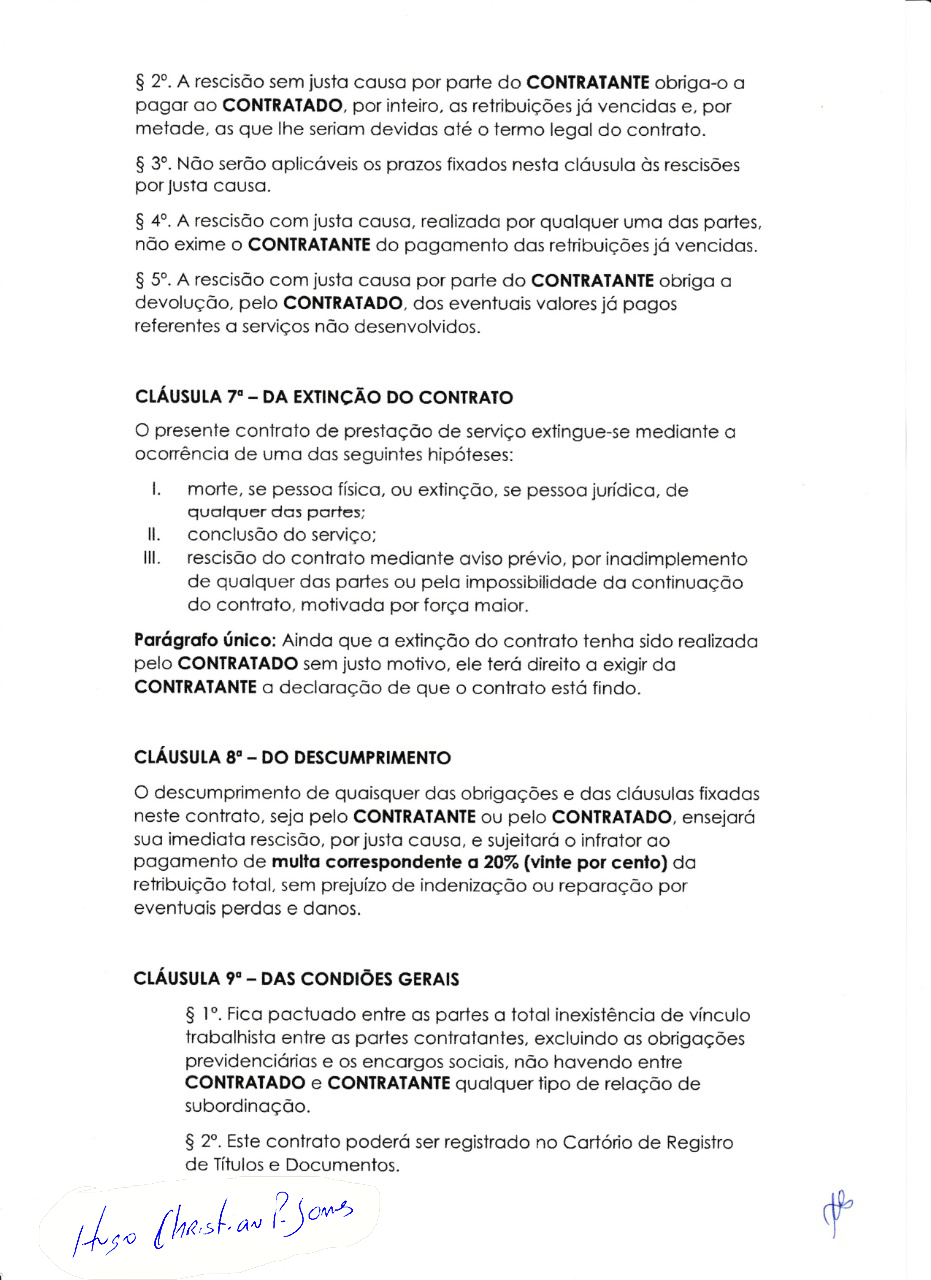 § 2º. A rescisão sem justa causa por parte do CONTRATANTE obriga-o a
pagar ao CONTRATADO, por inteiro, as retribuições já vencidas e, por
metade, as que lhe seriam devidas até o termo legal do contrato.
§ 3º. Não serão aplicáveis os prazos fixados nesta cláusula às rescisões
por justa causa.
§ 4º. A rescisão com justa causa, realizada por qualquer uma das partes,
não exime o CONTRATANTE do pagamento das retribuições já vencidas.
§ 5º. A rescisão com justa causa por parte do CONTRATANTE obriga a
devolução, pelo CONTRATADO, dos eventuais valores já pagos
referentes a serviços não desenvolvidos.
CLÁUSULA 7ª – DA EXTINÇÃO DO CONTRATO
O presente contrato de prestação de serviço extingue-se mediante a
ocorrência de uma das seguintes hipóteses:
I. morte, se pessoa física, ou extinção, se pessoa jurídica, de
qualquer das partes;
II. conclusão do serviço;
III. rescisão do contrato mediante aviso prévio, por inadimplemento
de qualquer das partes ou pela impossibilidade da continuação
do contrato, motivada por força maior.
Parágrafo único: Ainda que a extinção do contrato tenha sido realizada
pelo CONTRATADO sem justo motivo, ele terá direito a exigir da
CONTRATANTE a declaração de que o contrato está findo.
CLÁUSULA 8ª – DO DESCUMPRIMENTO
O descumprimento de quaisquer das obrigações e das cláusulas fixadas
neste contrato, seja pelo CONTRATANTE ou pelo CONTRATADO, ensejará
sua imediata rescisão, por justa causa, e sujeitará o infrator ao
pagamento de multa correspondente a 20% (vinte por cento) da
retribuição total, sem prejuízo de indenização ou reparação por
eventuais perdas e danos.
CLÁUSULA 9ª – DAS CONDIÕES GERAIS
§ 1º. Fica pactuado entre as partes a total inexistência de vínculo
trabalhista entre as partes contratantes, excluindo as obrigações
previdenciárias e os encargos sociais, não havendo entre
CONTRATADO e CONTRATANTE qualquer tipo de relação de
subordinação.
§ 2º. Este contrato poderá ser registrado no Cartório de Registro
de Títulos e Documentos.
Hugo Christian P. Jones